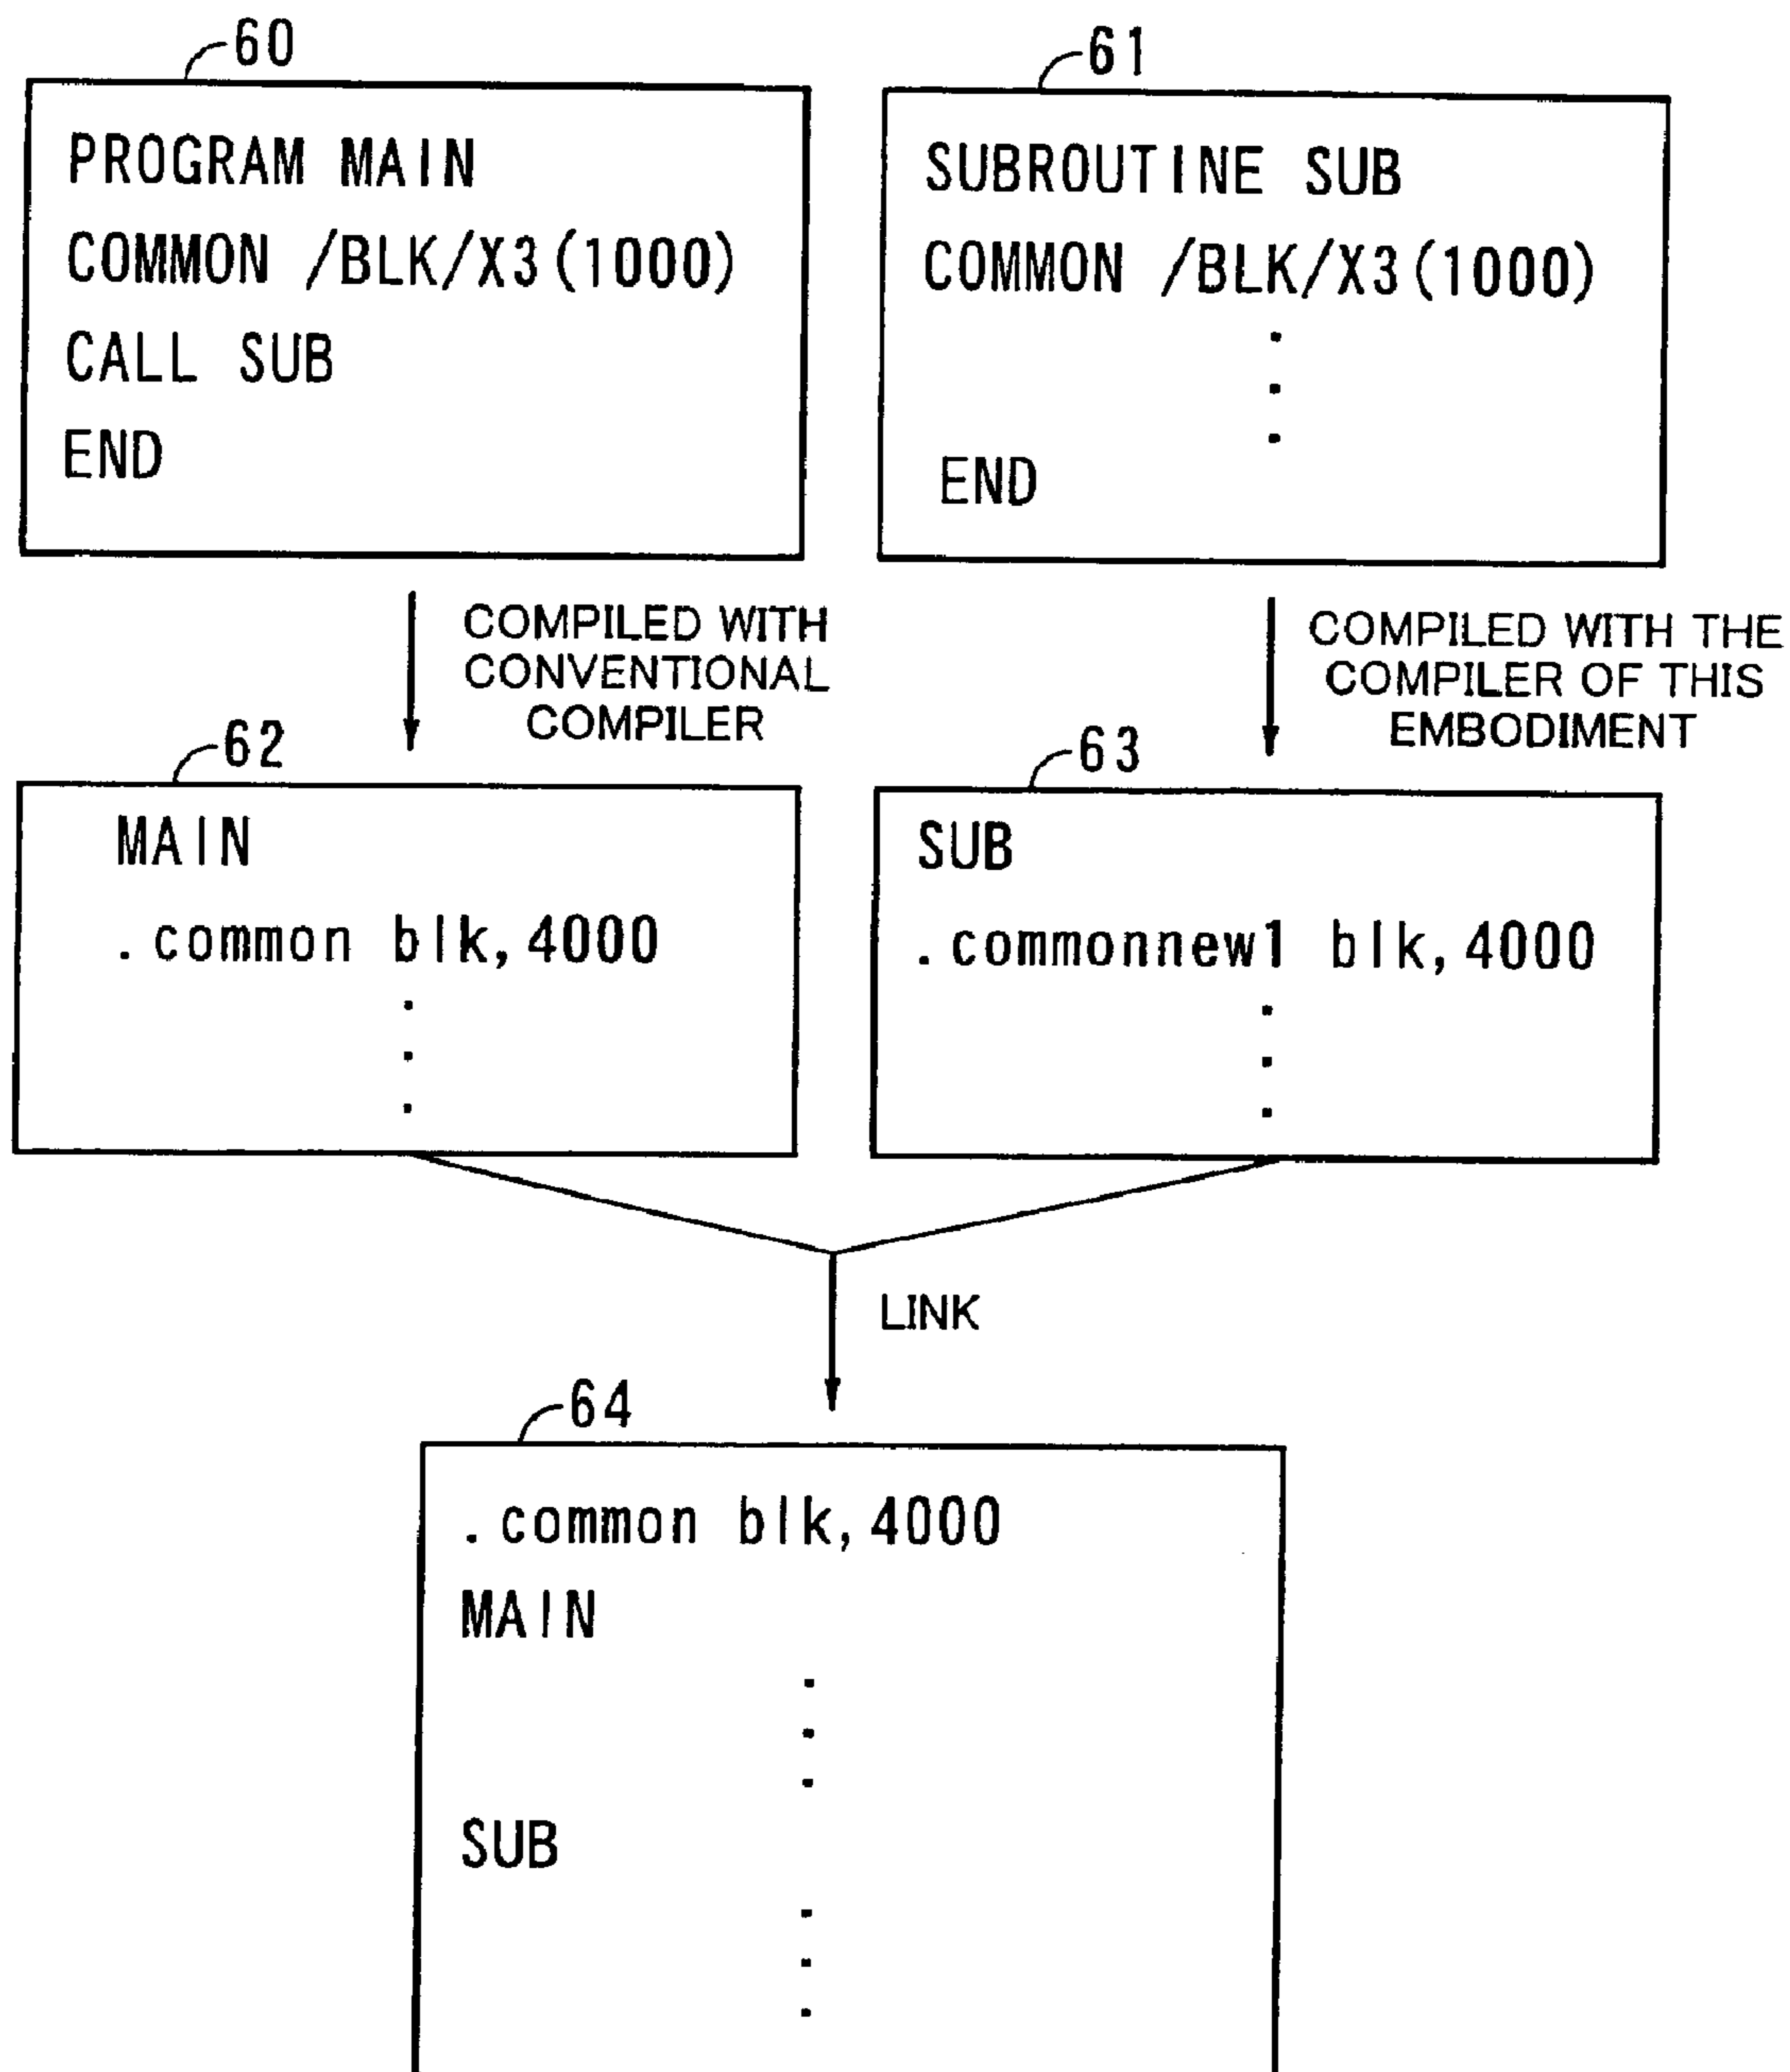 60
PROGRAM MAIN
COMMON /BLK/X3(1000)
CALL SUB
END
61
SUBROUTINE SUB
COMMON /BLK/X3(1000)
.
.
.
END
COMPILED WITH
CONVENTIONAL
COMPILER
COMPILED WITH THE
COMPILER OF THIS
EMBODIMENT
62
MAIN
.common blk,4000
.
.
.
63
SUB
.commonnew1 blk,4000
.
.
.
LINK
64
.common blk,4000
MAIN
.
.
.
SUB
.
.
.